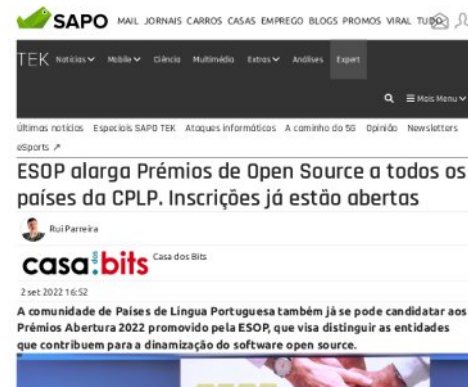 SAPO MAIL JORNAIS CARROS CASAS EMPREGO BLOGS PROMOS VIRAL TUDO
TEK Notícias Mobile Ciência Multimédia Extras Análises Expert
Mais Menu
Últimas notícias Especiais SAPO TEK Ataques informáticos A caminho do 5G Opinião Newsletters
eSports
ESOP alarga Prémios de Open Source a todos os
países da CPLP. Inscrições já estão abertas
Rui Parreira
casa dos bits Casa dos Bits
2 set 2022 16:52
A comunidade de Países de Língua Portuguesa também já se pode candidatar aos
Prémios Abertura 2022 promovido pela ESOP, que visa distinguir as entidades
que contribuem para a dinamização do software open source.